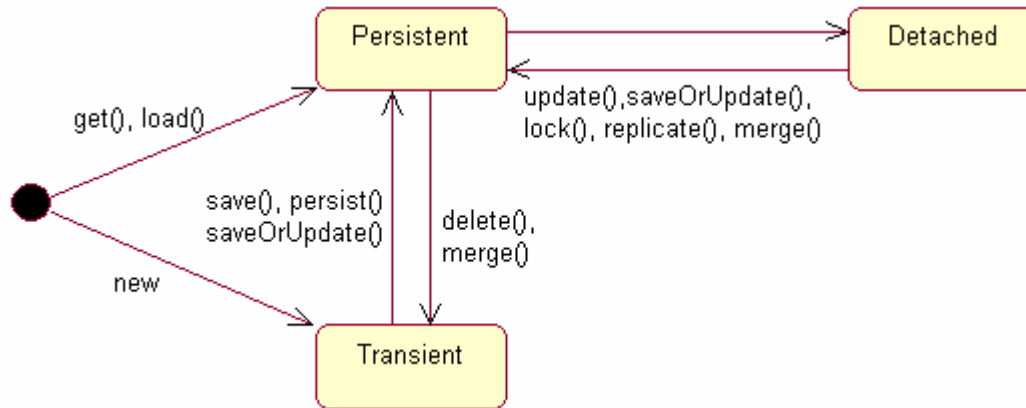 Persistent
Detached
update(),saveOrUpdate(),
lock(), replicate(), merge()
get(), load()
save(), persist()
saveOrUpdate()
delete(),
merge()
new
Transient